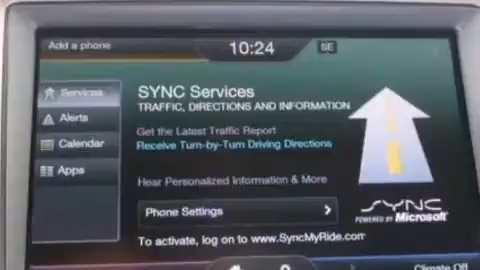 Add a phone
10:24
SE
Services
Alerts
Calendar
Apps
SYNC Services
TRAFFIC, DIRECTIONS AND INFORMATION
Get the Latest Traffic Report
Receive Turn-by-Turn Driving Directions
Hear Personalized Information & More
Phone Settings
To activate, log on to www.SyncMyRide.com
SYNC
POWERED BY Microsoft
Climate Off